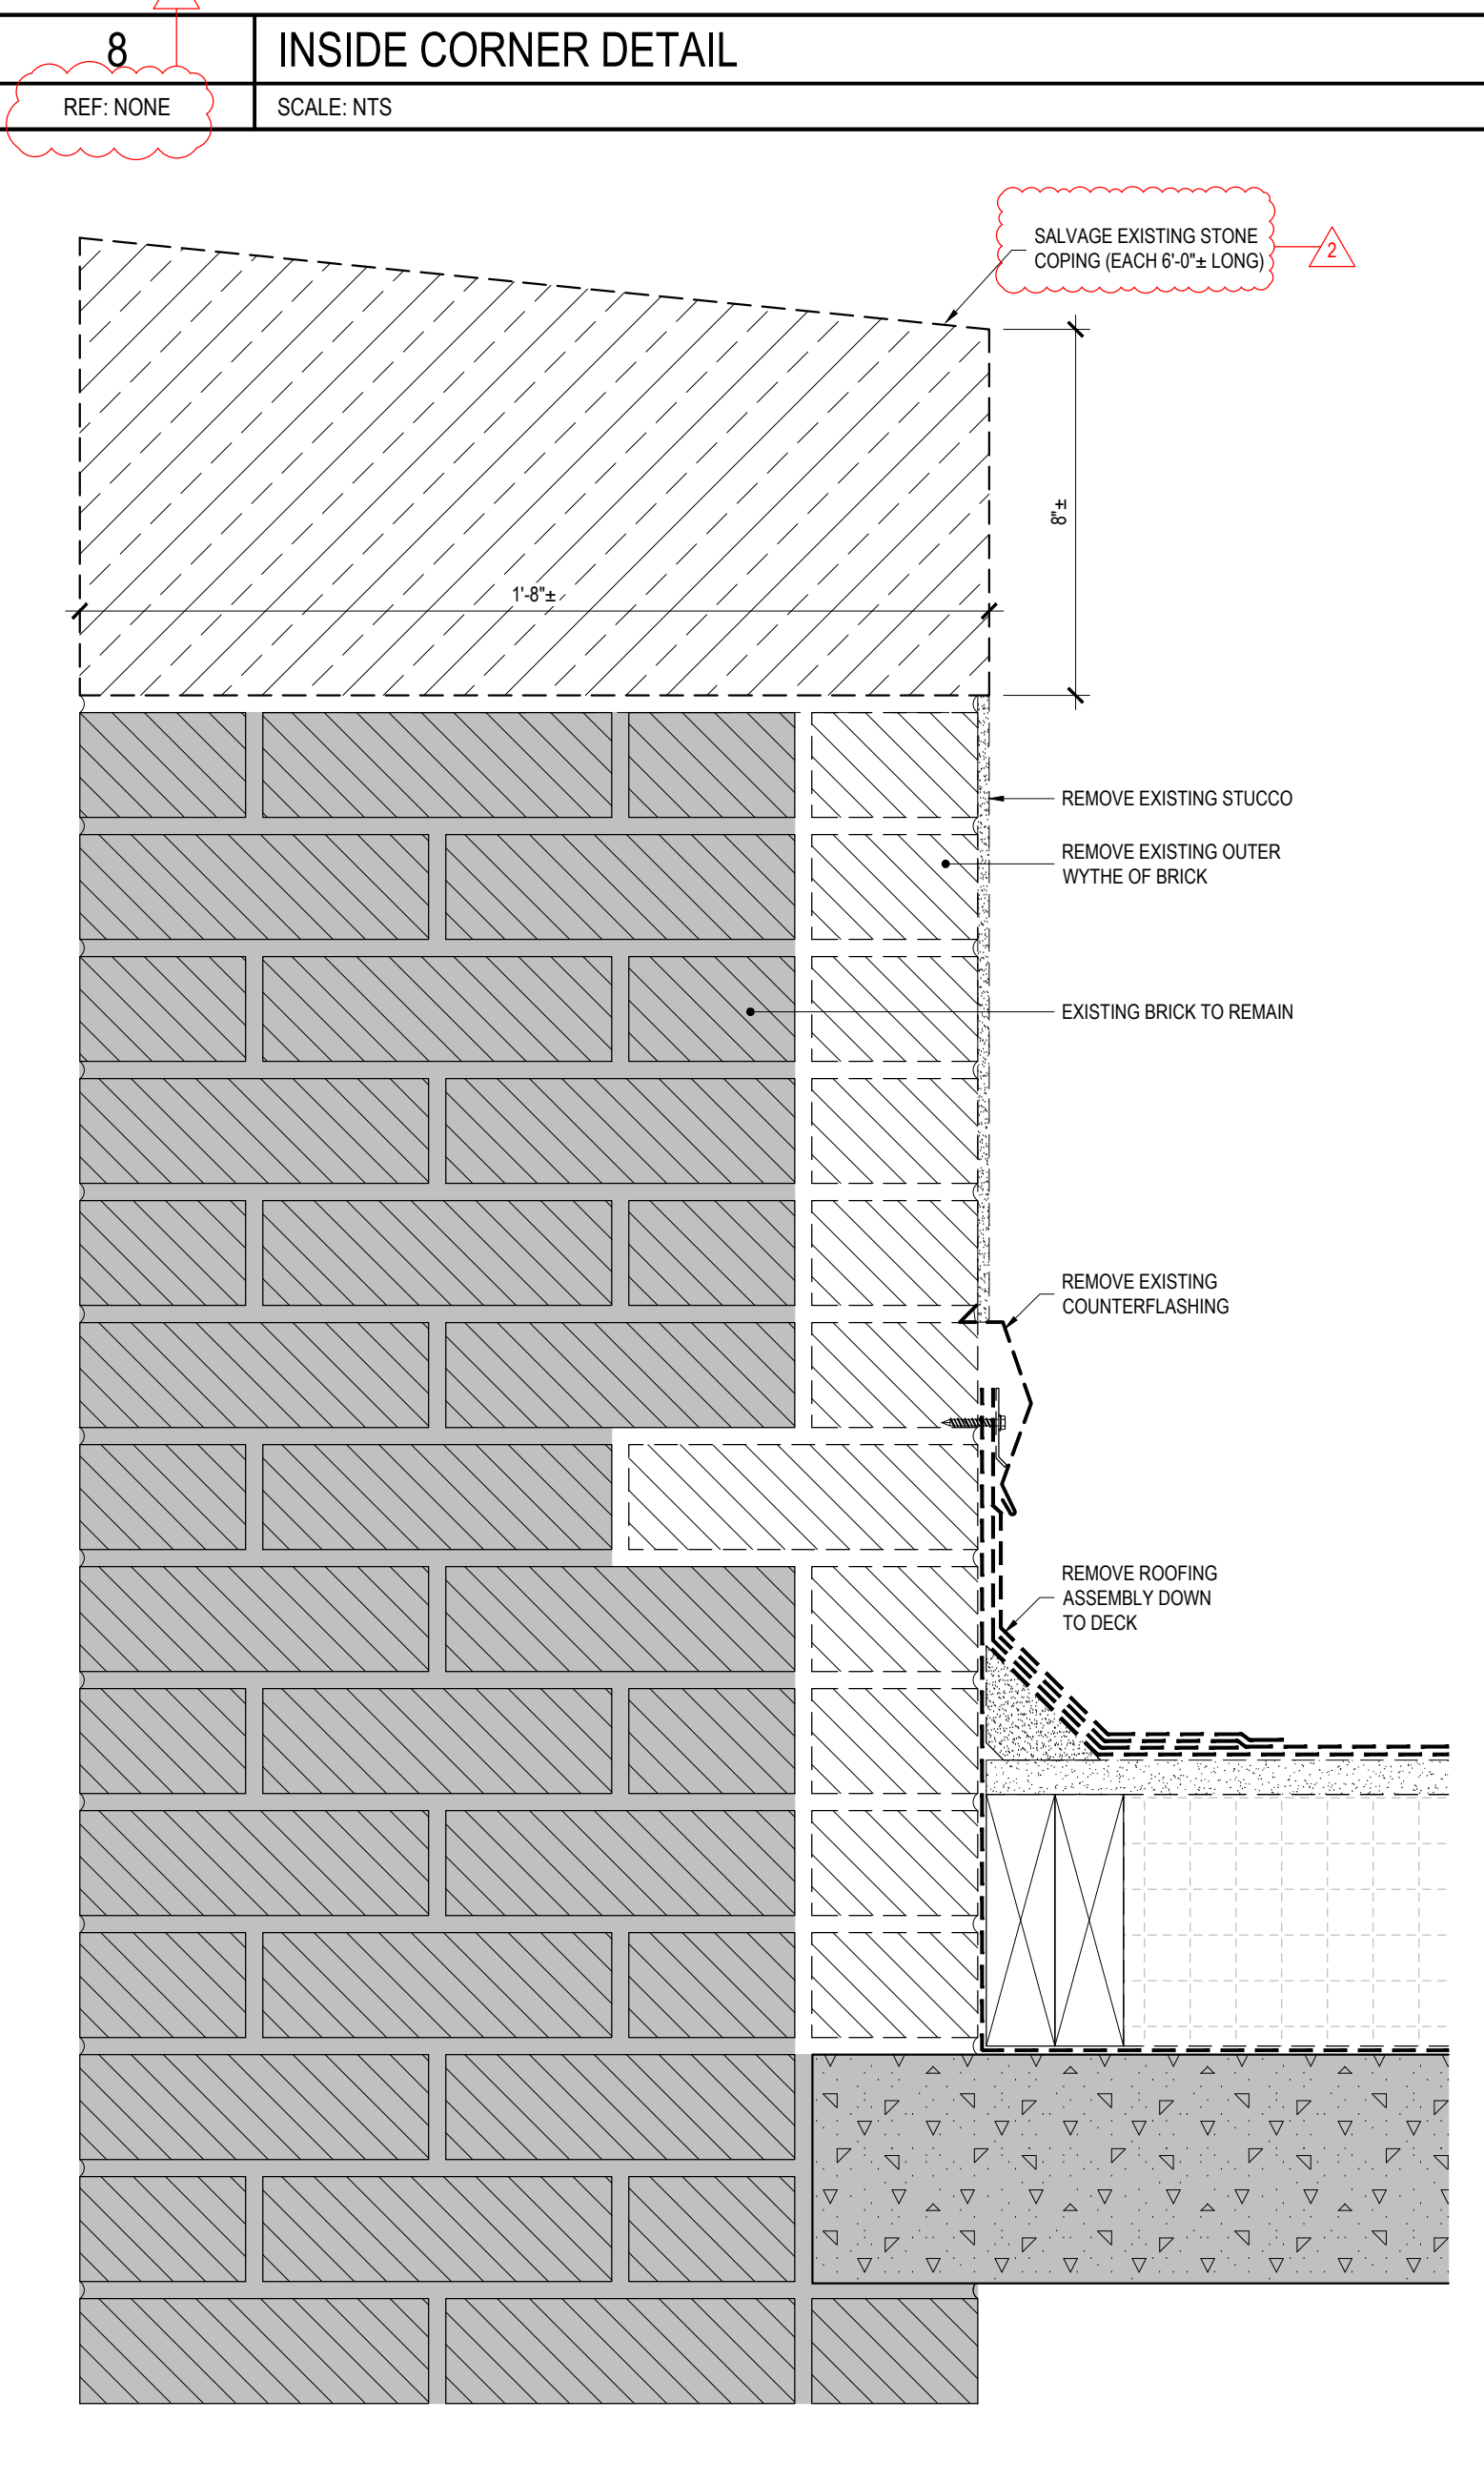 8
INSIDE CORNER DETAIL
REF: NONE
SCALE: NTS
SALVAGE EXISTING STONE
COPING (EACH 6'-0"± LONG)
2
8"±
1'-8"±
REMOVE EXISTING STUCCO
REMOVE EXISTING OUTER
WYTHE OF BRICK
EXISTING BRICK TO REMAIN
REMOVE EXISTING
COUNTERFLASHING
REMOVE ROOFING
ASSEMBLY DOWN
TO DECK